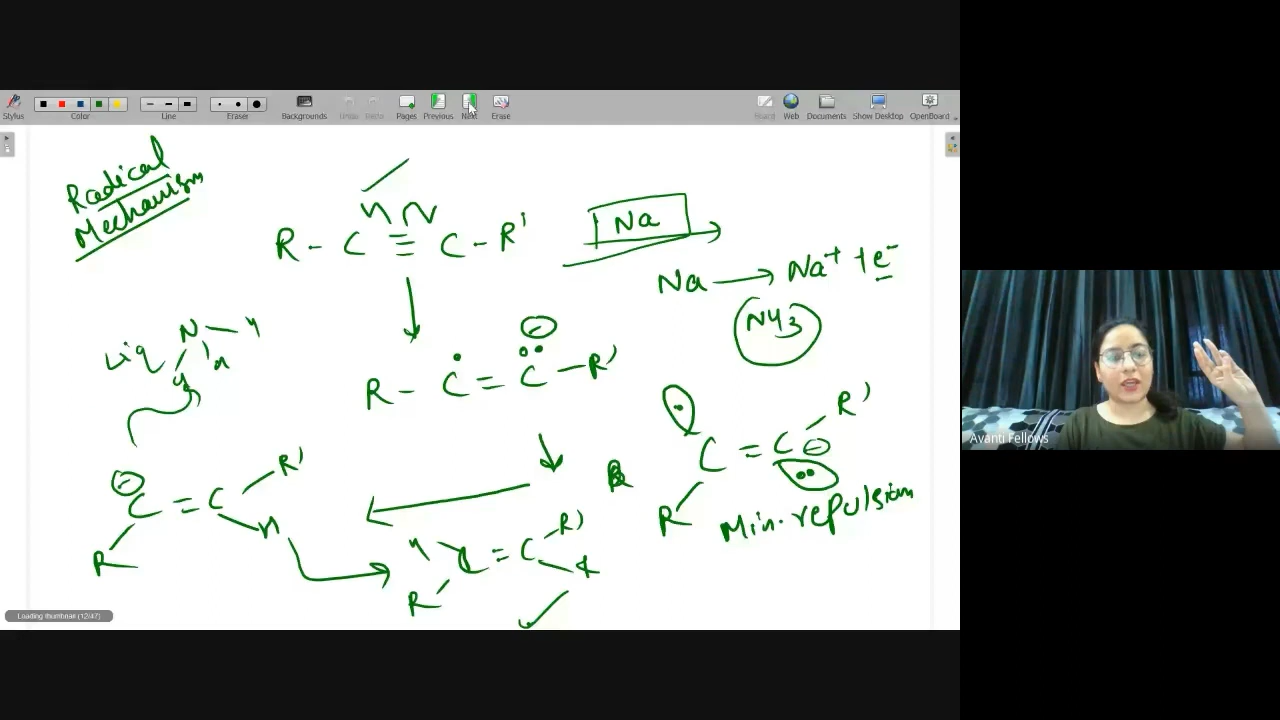 Stylus
Color
Line
Eraser
Backgrounds
Undo
Redo
Pages
Previous
Next
Erase
Board
Web
Documents
Show Desktop
OpenBoard
Radical
Mechanism
R - C ≡ C - R'
Na
Na → Na⁺ + e⁻
NH3
Liq
N
R - C = C - R'
C = C
R'
R
Min. repulsion
C = C
R'
H
R
H
C = C
R'
R
Avanti Fellows
Loading thumbnail (12/47)